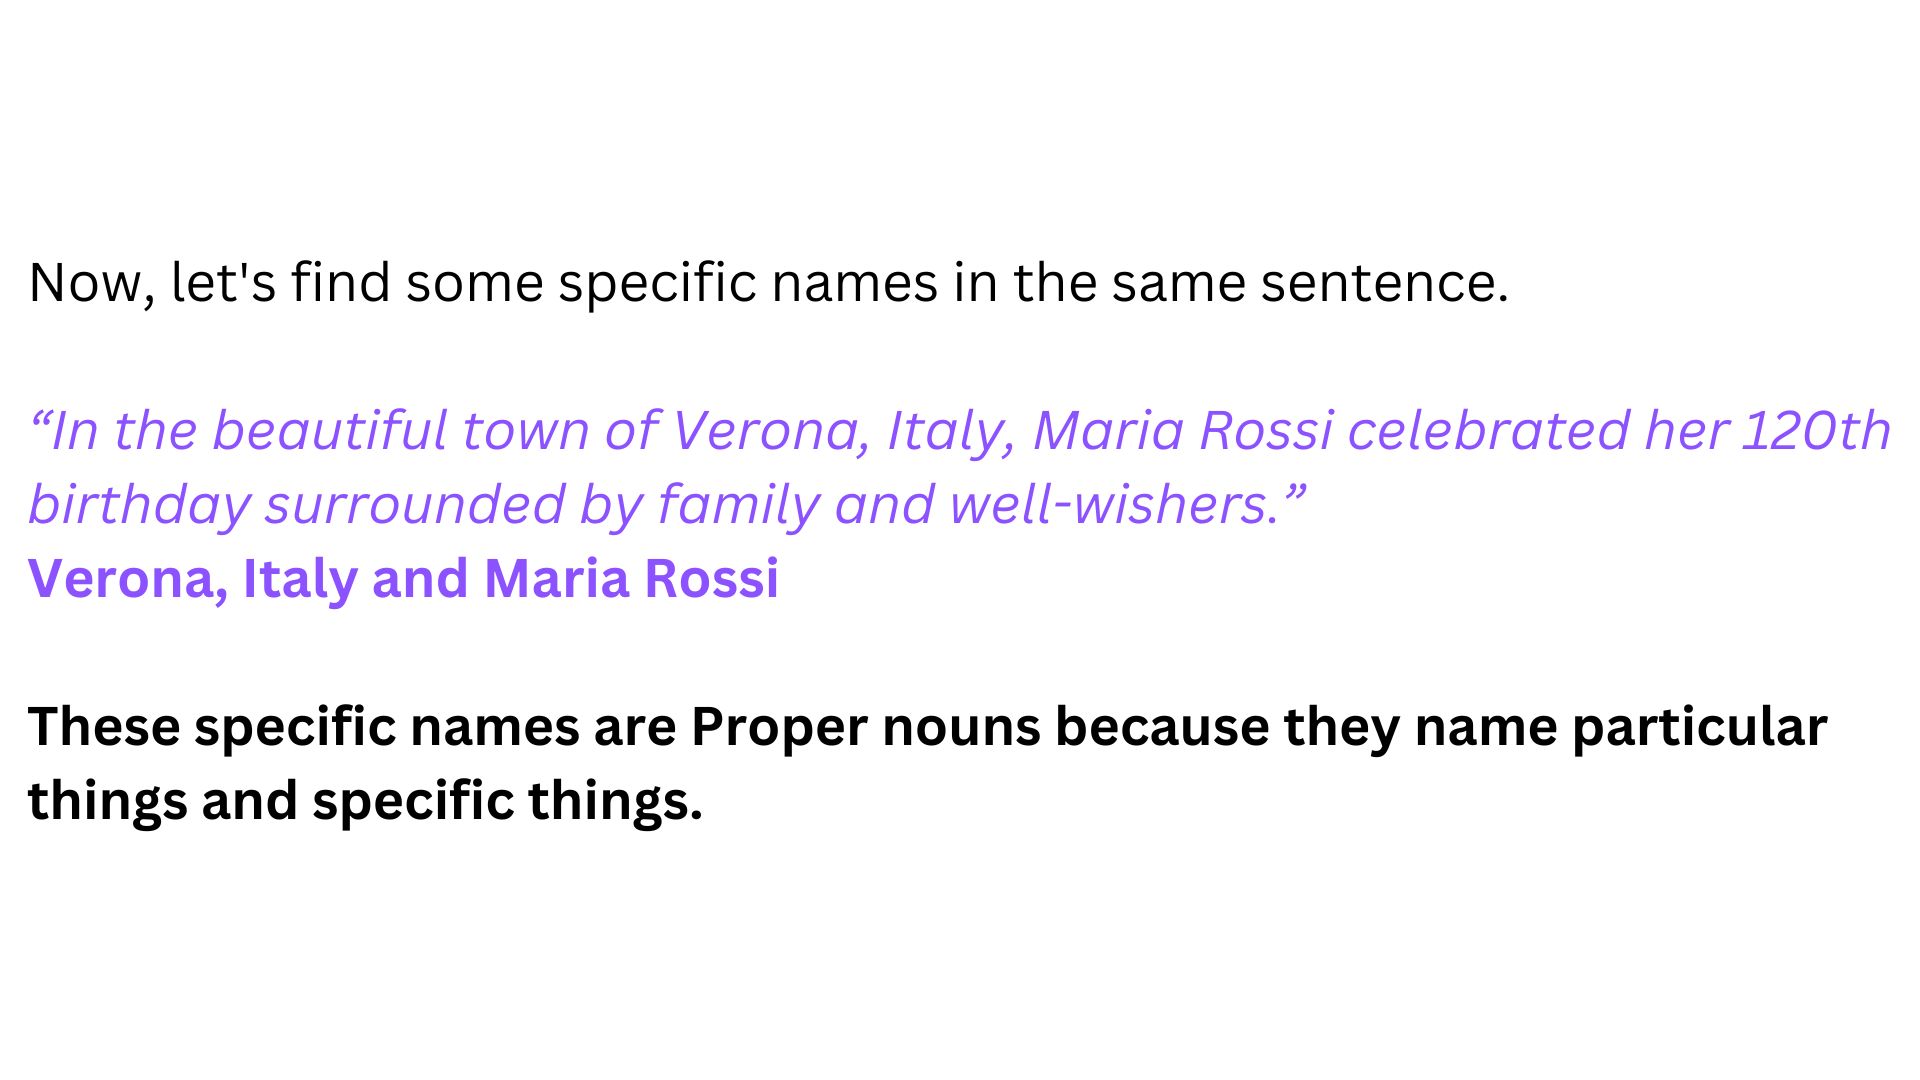 Now, let's find some specific names in the same sentence.
“In the beautiful town of Verona, Italy, Maria Rossi celebrated her 120th
birthday surrounded by family and well-wishers.”
Verona, Italy and Maria Rossi
These specific names are Proper nouns because they name particular
things and specific things.